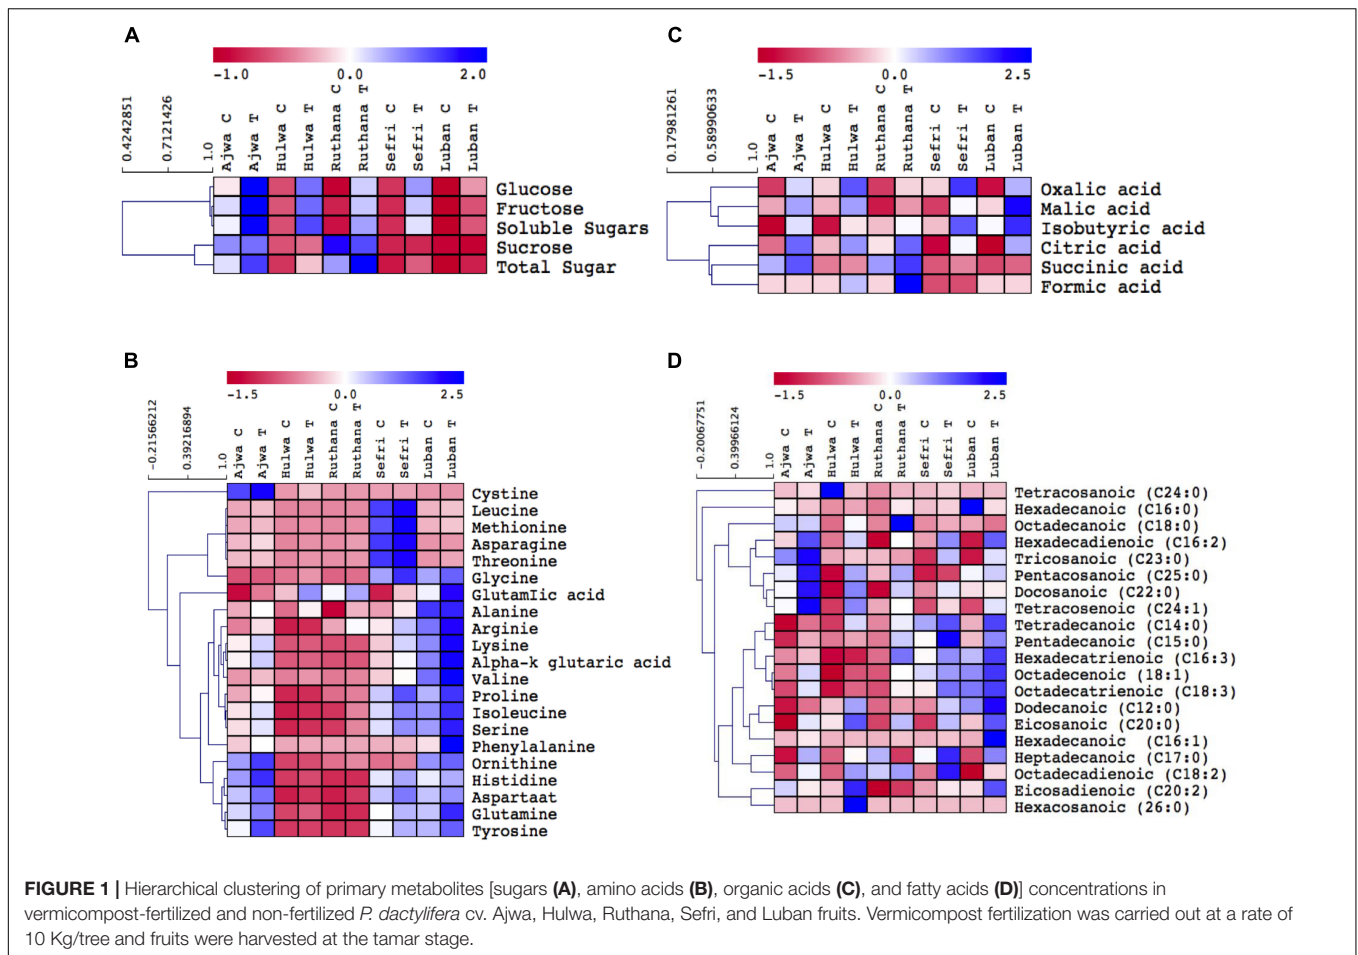 A
-1.0 0.0 2.0
0.4242851
0.7121426
1.0
Ajwa C
Ajwa T
Hulwa C
Hulwa T
Ruthana C
Ruthana T
Sefri C
Sefri T
Luban C
Luban T
Glucose
Fructose
Soluble Sugars
Sucrose
Total Sugar
C
-1.5 0.0 2.5
0.17981261
0.58990633
1.0
Ajwa C
Ajwa T
Hulwa C
Hulwa T
Ruthana C
Ruthana T
Sefri C
Sefri T
Luban C
Luban T
Oxalic acid
Malic acid
Isobutyric acid
Citric acid
Succinic acid
Formic acid
B
-1.5 0.0 2.5
-0.21566212
0.39216894
1.0
Ajwa C
Ajwa T
Hulwa C
Hulwa T
Ruthana C
Ruthana T
Sefri C
Sefri T
Luban C
Luban T
Cystine
Leucine
Methionine
Asparagine
Threonine
Glycine
GlutamIic acid
Alanine
Arginie
Lysine
Alpha-k glutaric acid
Valine
Proline
Isoleucine
Serine
Phenylalanine
Ornithine
Histidine
Aspartaat
Glutamine
Tyrosine
D
-1.5 0.0 2.5
-0.20067751
0.39966124
1.0
Ajwa C
Ajwa T
Hulwa C
Hulwa T
Ruthana C
Ruthana T
Sefri C
Sefri T
Luban C
Luban T
Tetracosanoic (C24:0)
Hexadecanoic (C16:0)
Octadecanoic (C18:0)
Hexadecadienoic (C16:2)
Tricosanoic (C23:0)
Pentacosanoic (C25:0)
Docosanoic (C22:0)
Tetracosenoic (C24:1)
Tetradecanoic (C14:0)
Pentadecanoic (C15:0)
Hexadecatrienoic (C16:3)
Octadecenoic (18:1)
Octadecatrienoic (C18:3)
Dodecanoic (C12:0)
Eicosanoic (C20:0)
Hexadecanoic (C16:1)
Heptadecanoic (C17:0)
Octadecadienoic (C18:2)
Eicosadienoic (C20:2)
Hexacosanoic (26:0)
FIGURE 1 | Hierarchical clustering of primary metabolites [sugars (A), amino acids (B), organic acids (C), and fatty acids (D)] concentrations in
vermicompost-fertilized and non-fertilized P. dactylifera cv. Ajwa, Hulwa, Ruthana, Sefri, and Luban fruits. Vermicompost fertilization was carried out at a rate of
10 Kg/tree and fruits were harvested at the tamar stage.